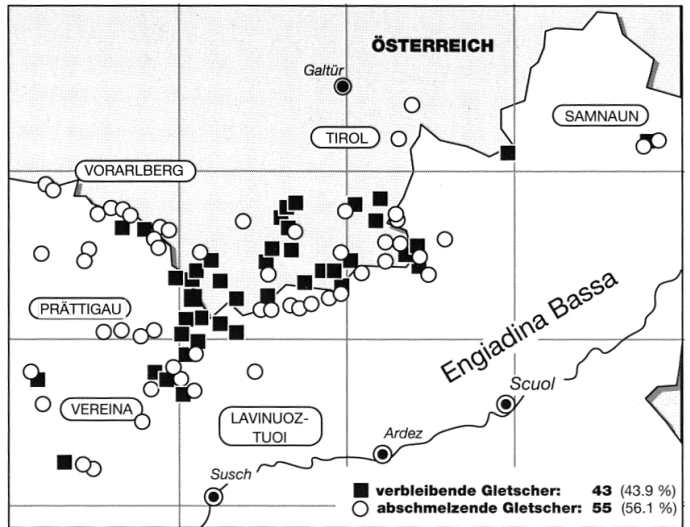 ÖSTERREICH
Galtür
SAMNAUN
TIROL
VORARLBERG
PRÄTTIGAU
Engiadina Bassa
Scuol
VEREINA
LAVINUOZ-
TUOI
Ardez
Susch
verbleibende Gletscher: 43 (43.9 %)
abschmelzende Gletscher: 55 (56.1 %)